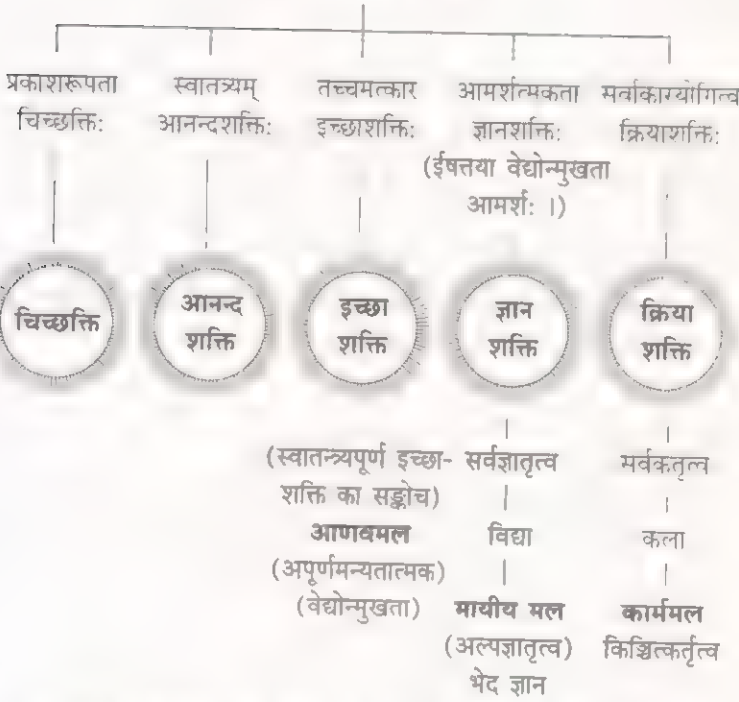 प्रकाशरूपता
चिच्छक्तिः
स्वातत्र्यम्
आनन्दशक्तिः
तच्चमत्कार
इच्छाशक्तिः
आमर्शात्मकता
ज्ञानशक्तिः
(ईषत्तया वेद्योन्मुखता
आमर्शः ।)
सर्वाकारयोगित्व
क्रियाशक्तिः
चिच्छक्ति
आनन्द
शक्ति
इच्छा
शक्ति
ज्ञान
शक्ति
क्रिया
शक्ति
(स्वातन्त्र्यपूर्ण इच्छा-
शक्ति का सङ्कोच)
आणवमल
(अपूर्णमन्यतात्मक)
(वेद्योन्मुखता)
सर्वज्ञातृत्व
विद्या
मायीय मल
(अल्पज्ञातृत्व)
भेद ज्ञान
सर्वकर्तृत्व
कला
कार्ममल
किञ्चित्कर्तृत्व